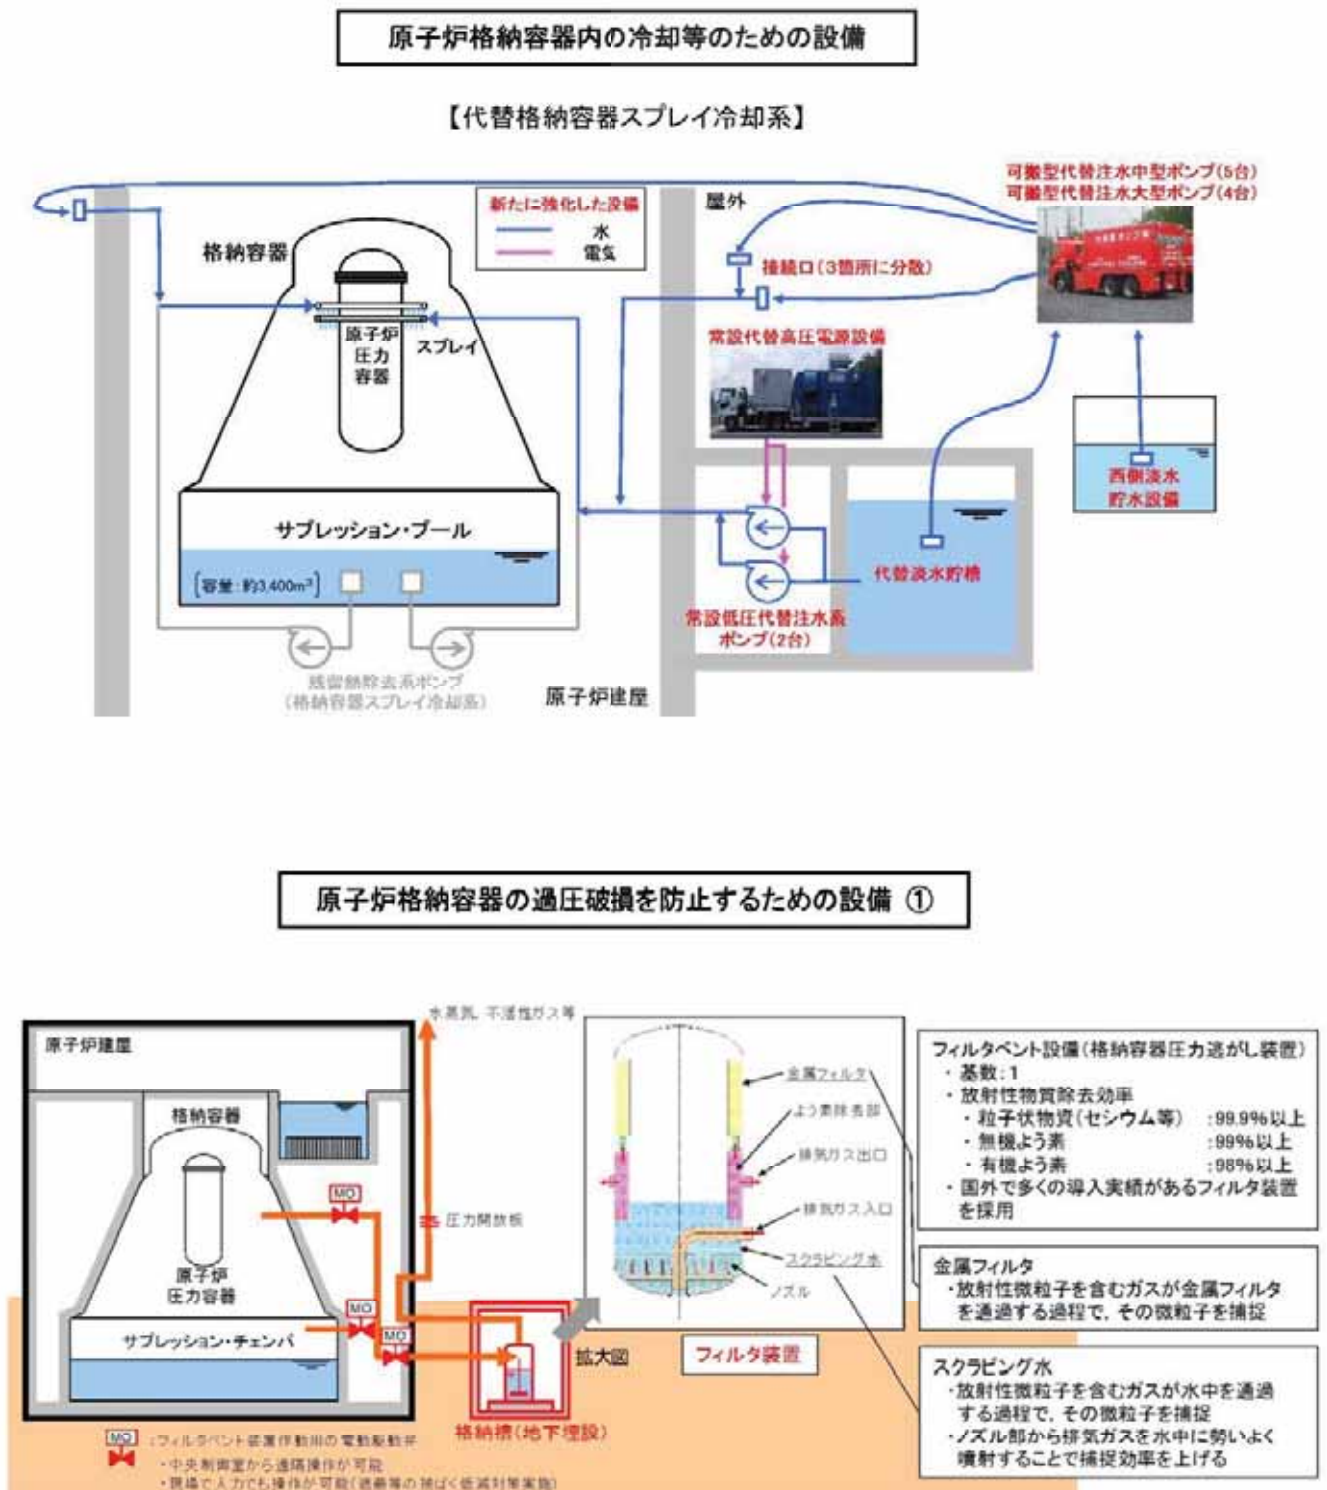 原子炉格納容器内の冷却等のための設備
【代替格納容器スプレイ冷却系】
可搬型代替注水中型ポンプ(5台)
可搬型代替注水大型ポンプ(4台)
新たに強化した設備
水
電気
屋外
格納容器
接続口(3箇所に分散)
原子炉
圧力
容器
スプレイ
常設代替高圧電源設備
西側淡水
貯水設備
サプレッション・プール
[容量:約3,400m³]
代替淡水貯槽
常設低圧代替注水系
ポンプ(2台)
残留熱除去系ポンプ
(格納容器スプレイ冷却系)
原子炉建屋
原子炉格納容器の過圧破損を防止するための設備 ①
水蒸気、不活性ガス等
原子炉建屋
格納容器
MO
圧力開放板
原子炉
圧力容器
MO
サプレッション・チェンバ
MO
格納槽(地下埋設)
拡大図
MO
:フィルタベント装置作動用の電動駆動弁
・中央制御室から遠隔操作が可能
・現場で人力でも操作が可能(遮蔽等の被ばく低減対策実施)
金属フィルタ
よう素除去部
排気ガス出口
排気ガス入口
スクラビング水
ノズル
フィルタ装置
フィルタベント設備(格納容器圧力逃がし装置)
・基数:1
・放射性物質除去効率
・粒子状物資(セシウム等) :99.9%以上
・無機よう素 :99%以上
・有機よう素 :98%以上
・国外で多くの導入実績があるフィルタ装置
を採用
金属フィルタ
・放射性微粒子を含むガスが金属フィルタ
を通過する過程で、その微粒子を捕捉
スクラビング水
・放射性微粒子を含むガスが水中を通過
する過程で、その微粒子を捕捉
・ノズル部から排気ガスを水中に勢いよく
噴射することで捕捉効率を上げる